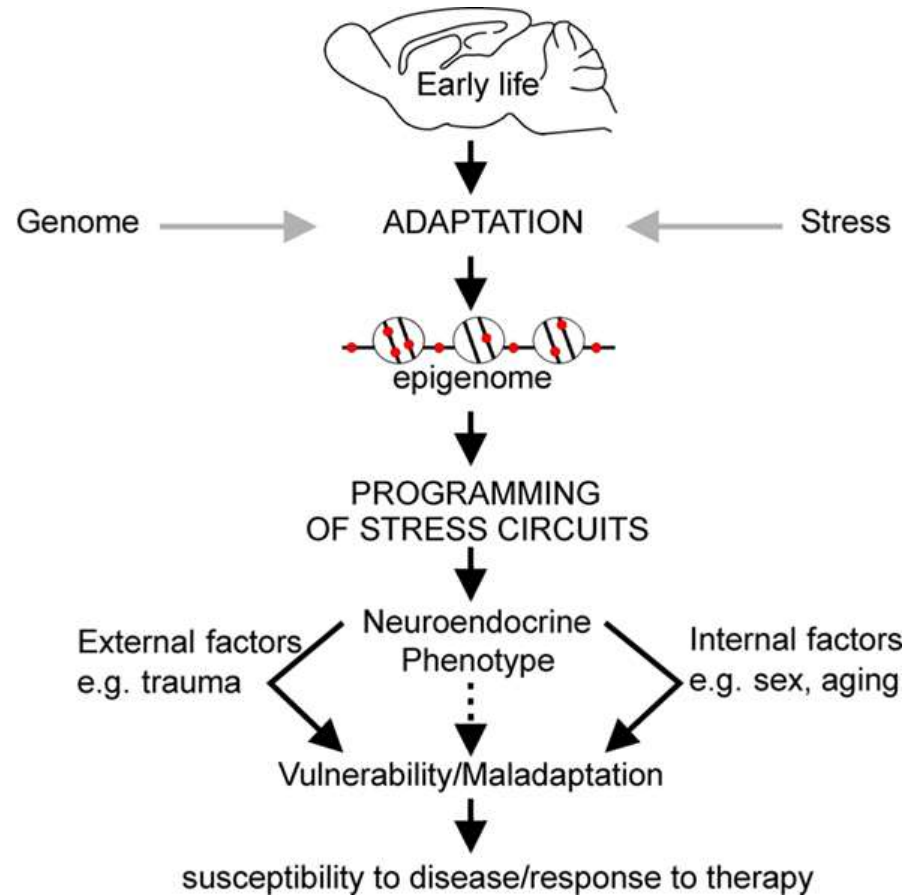 Early life
Genome
ADAPTATION
Stress
epigenome
PROGRAMMING
OF STRESS CIRCUITS
External factors
e.g. trauma
Neuroendocrine
Phenotype
Internal factors
e.g. sex, aging
Vulnerability/Maladaptation
susceptibility to disease/response to therapy